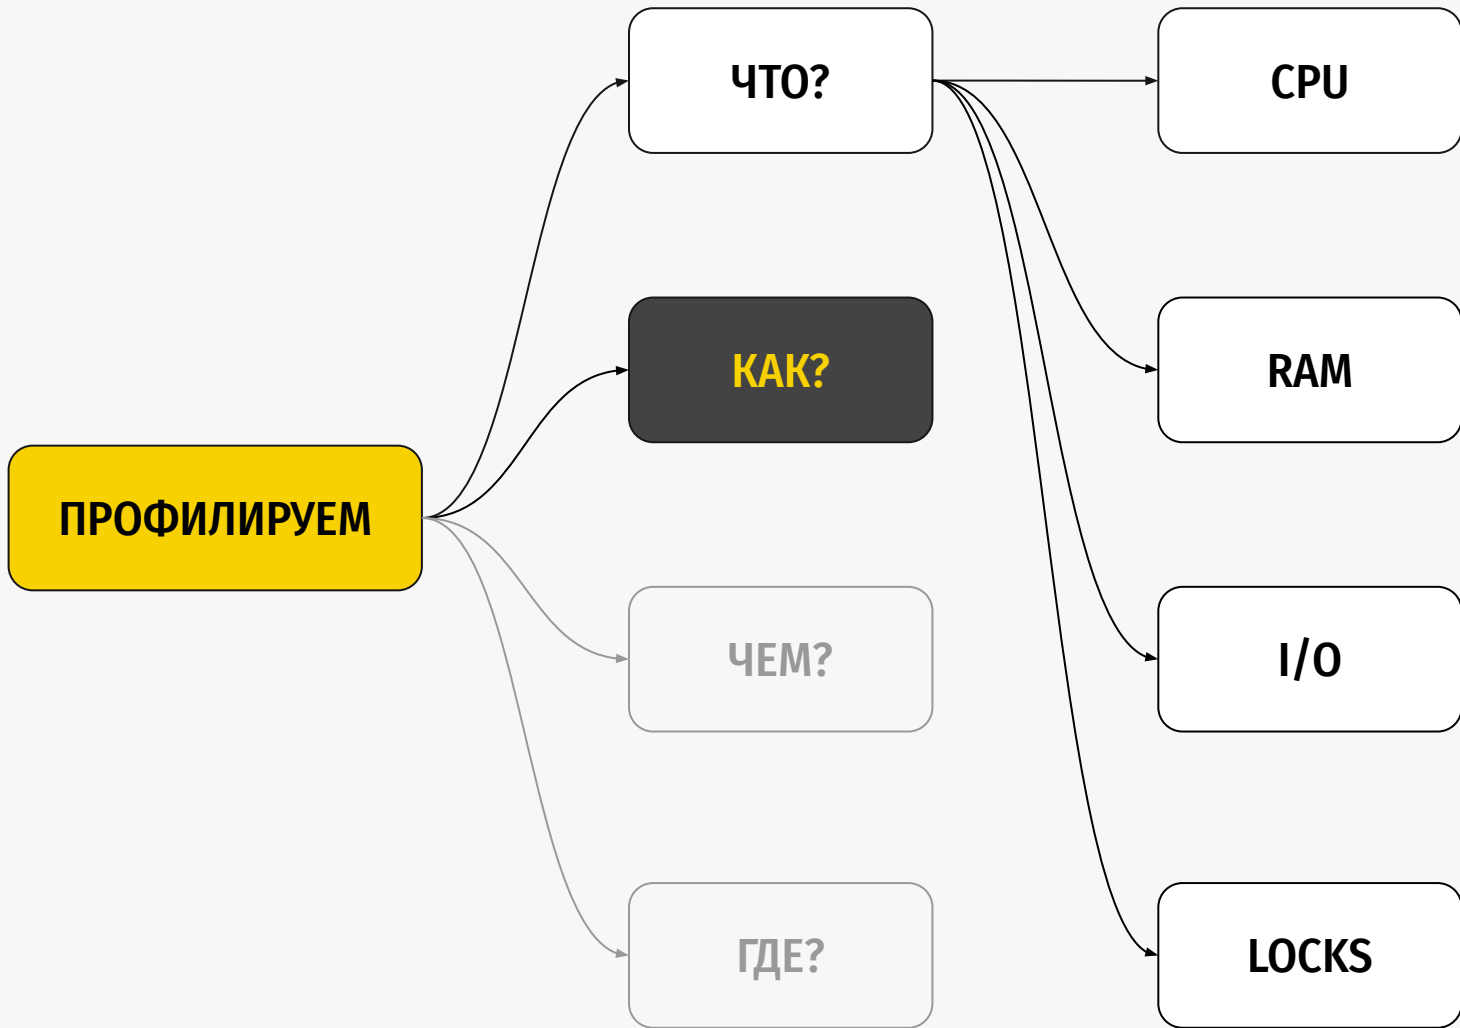 ПРОФИЛИРУЕМ
ЧТО?
КАК?
ЧЕМ?
ГДЕ?
CPU
RAM
I/O
LOCKS